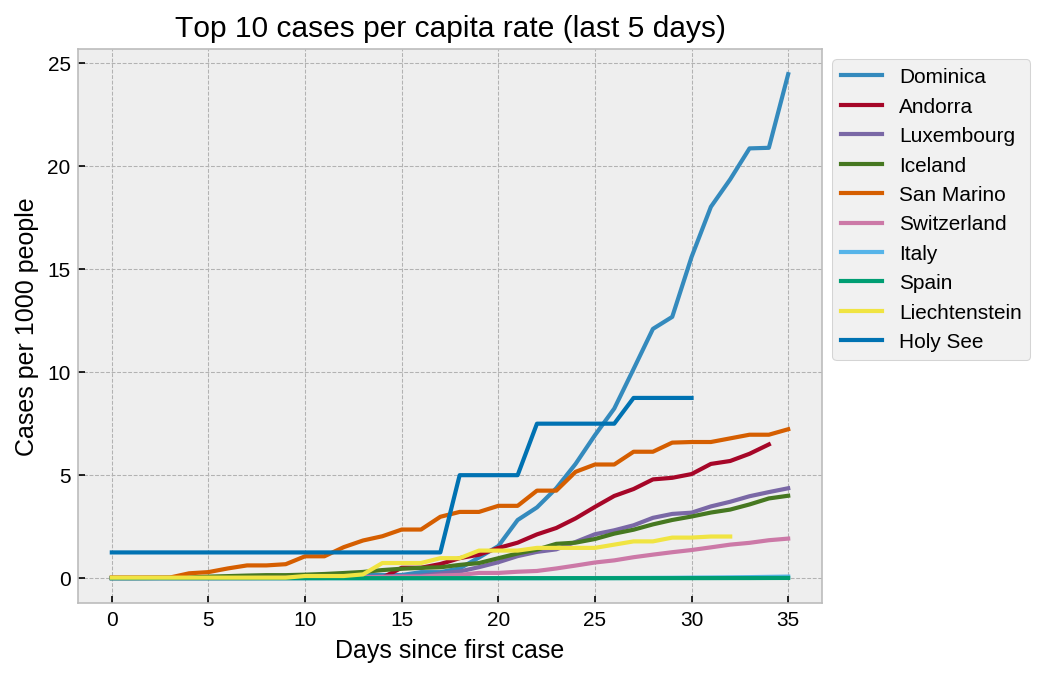 Top 10 cases per capita rate (last 5 days)
Cases per 1000 people
25
20
15
10
5
0
0 5 10 15 20 25 30 35
Days since first case
Dominica
Andorra
Luxembourg
Iceland
San Marino
Switzerland
Italy
Spain
Liechtenstein
Holy See